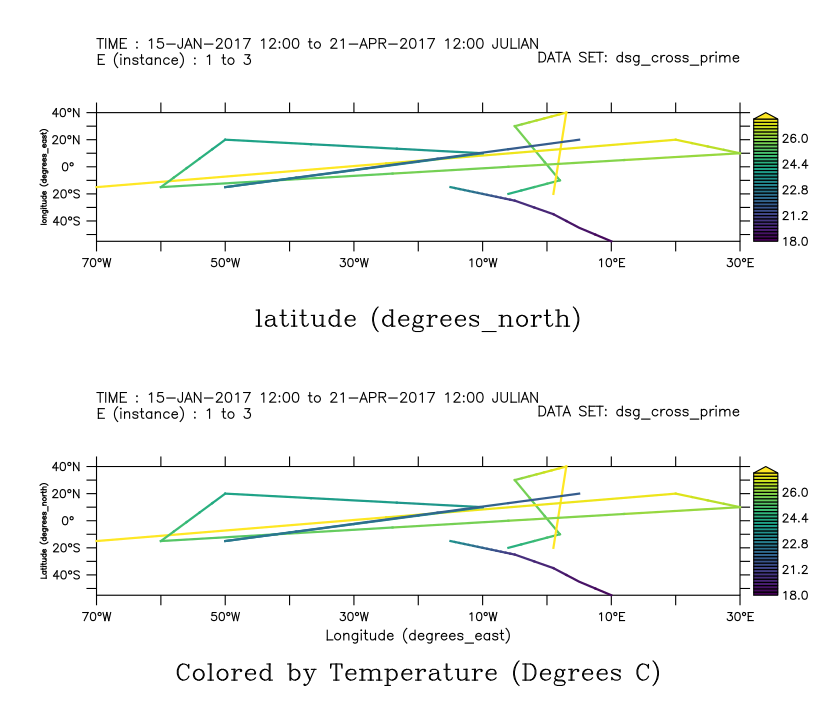 TIME : 15-JAN-2017 12:00 to 21-APR-2017 12:00 JULIAN
E (instance) : 1 to 3
DATA SET: dsg_cross_prime
longitude (degrees_east)
40°N
20°N
0°
20°S
40°S
70°W 50°W 30°W 10°W 10°E 30°E
26.0
24.4
22.8
21.2
18.0
latitude (degrees_north)
TIME : 15-JAN-2017 12:00 to 21-APR-2017 12:00 JULIAN
E (instance) : 1 to 3
DATA SET: dsg_cross_prime
Latitude (degrees_north)
40°N
20°N
0°
20°S
40°S
70°W 50°W 30°W 10°W 10°E 30°E
26.0
24.4
22.8
21.2
18.0
Longitude (degrees_east)
Colored by Temperature (Degrees C)